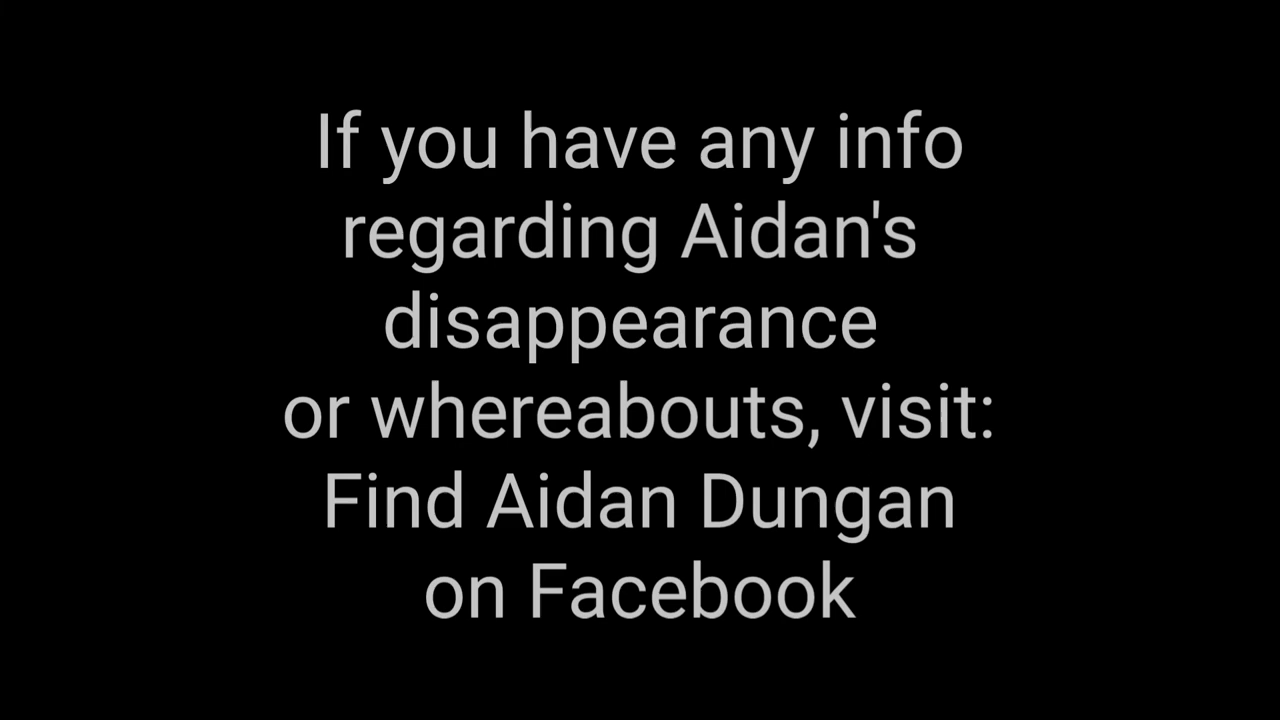 If you have any info
regarding Aidan's
disappearance
or whereabouts, visit:
Find Aidan Dungan
on Facebook